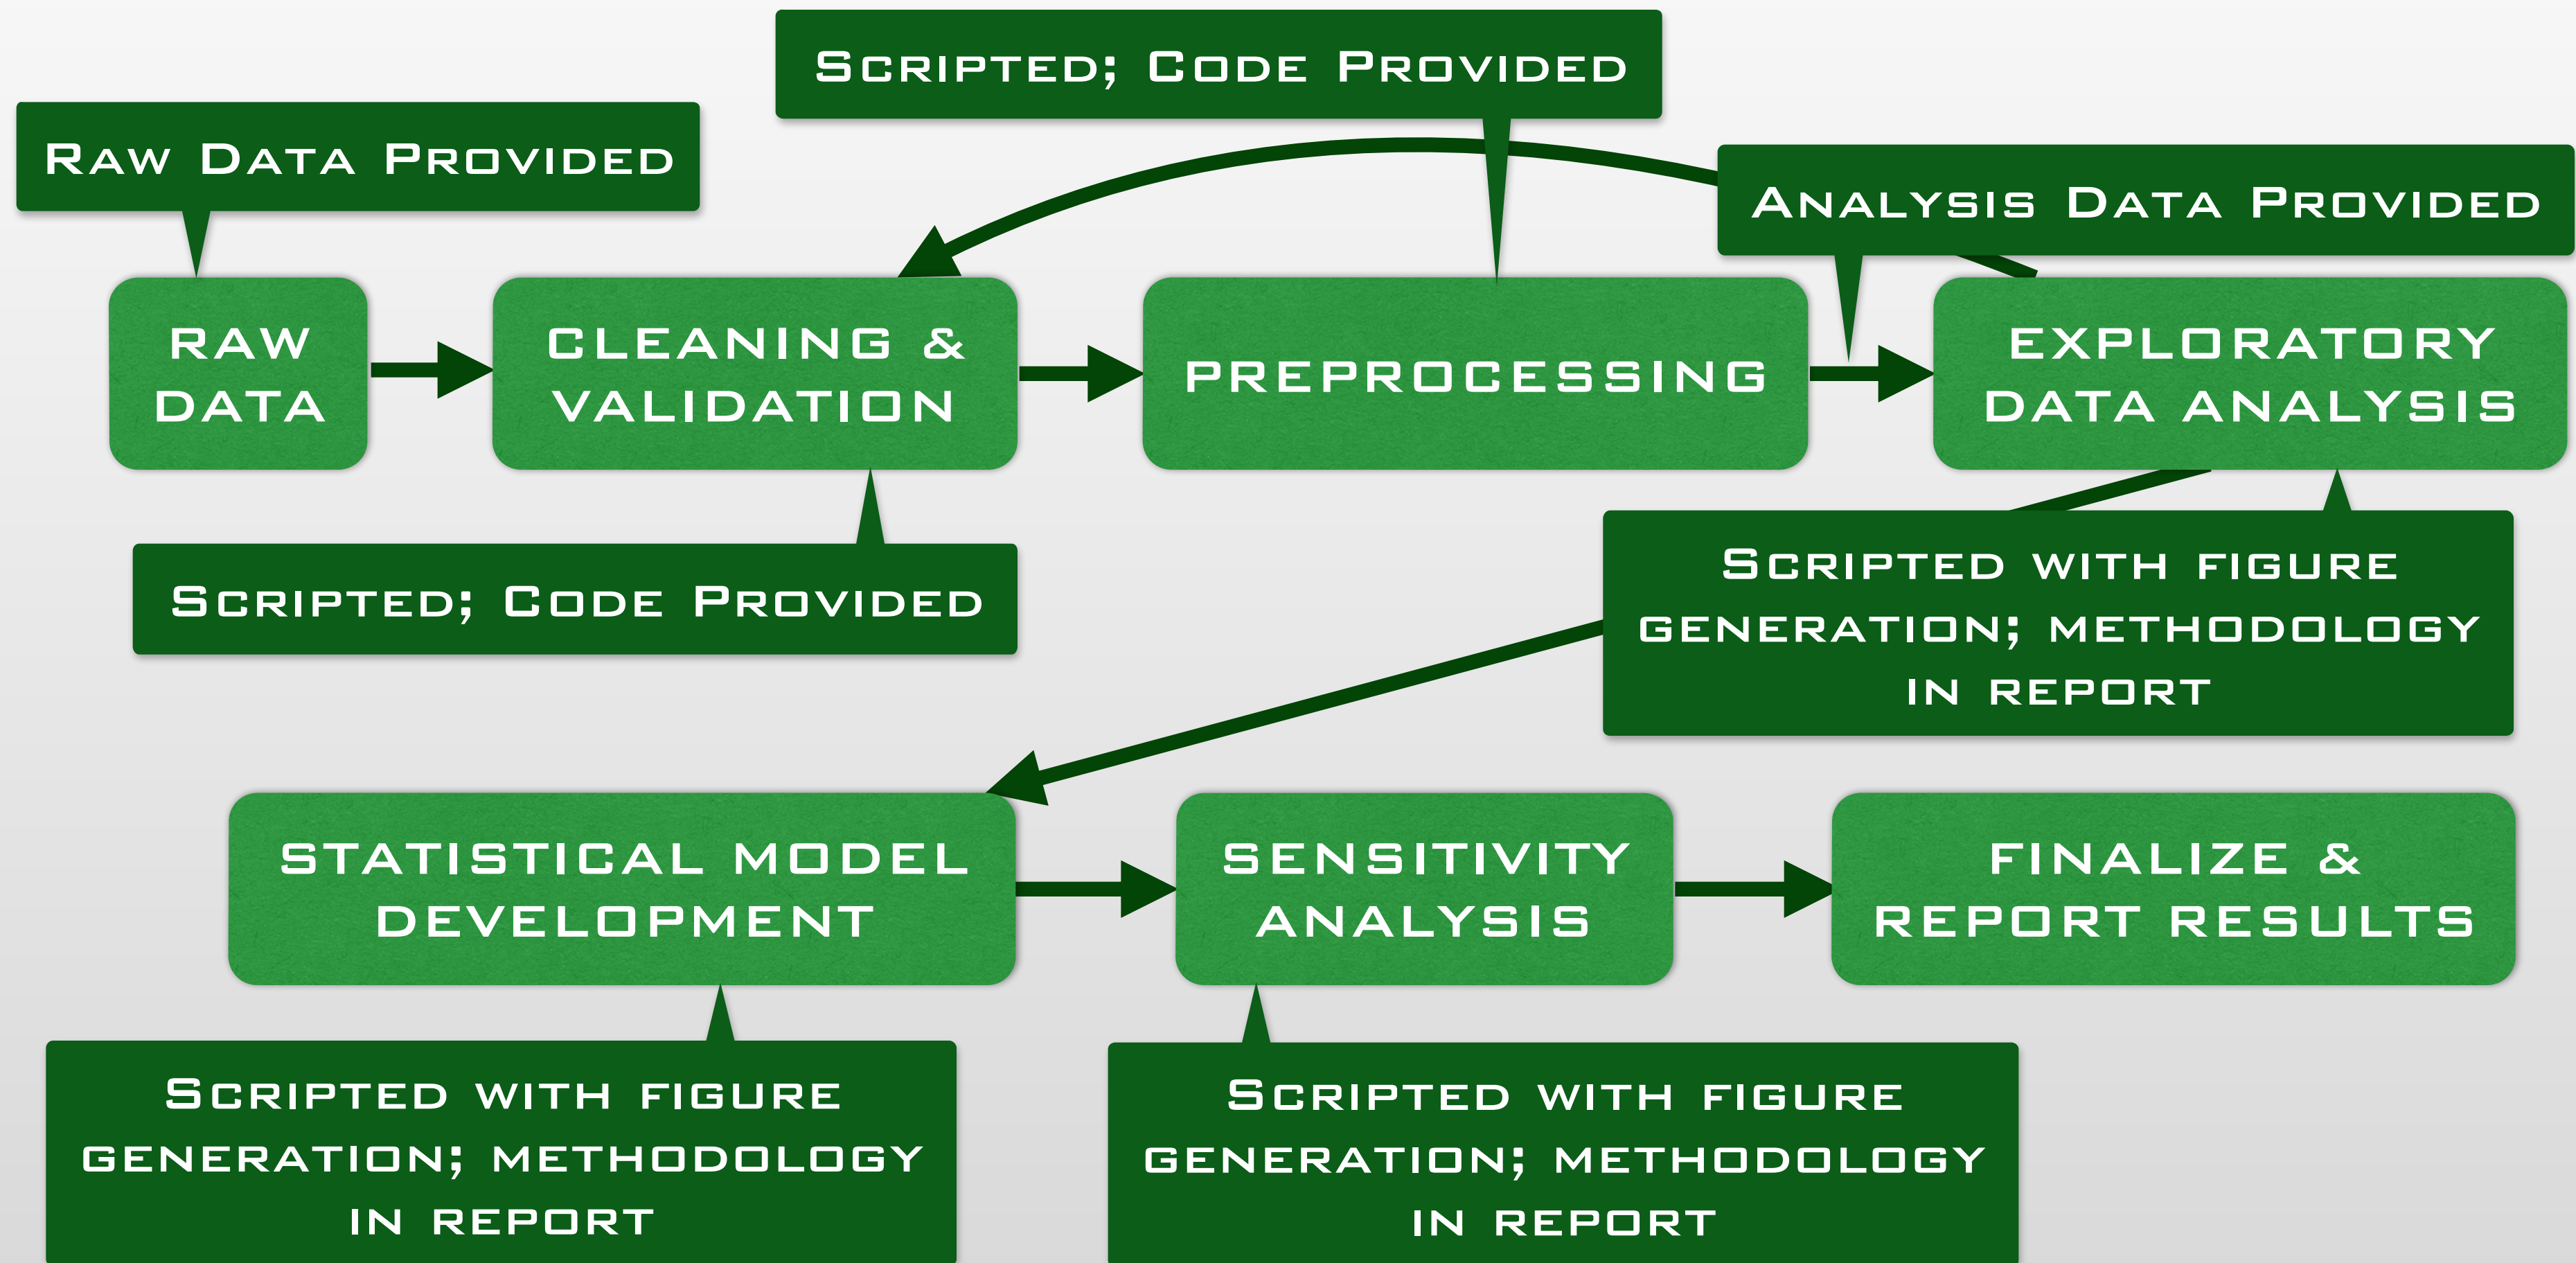 Scripted; Code Provided
Raw Data Provided
Analysis Data Provided
RAW
DATA
CLEANING &
VALIDATION
PREPROCESSING
EXPLORATORY
DATA ANALYSIS
Scripted; Code Provided
Scripted with figure
generation; methodology
in report
STATISTICAL MODEL
DEVELOPMENT
SENSITIVITY
ANALYSIS
FINALIZE &
REPORT RESULTS
Scripted with figure
generation; methodology
in report
Scripted with figure
generation; methodology
in report